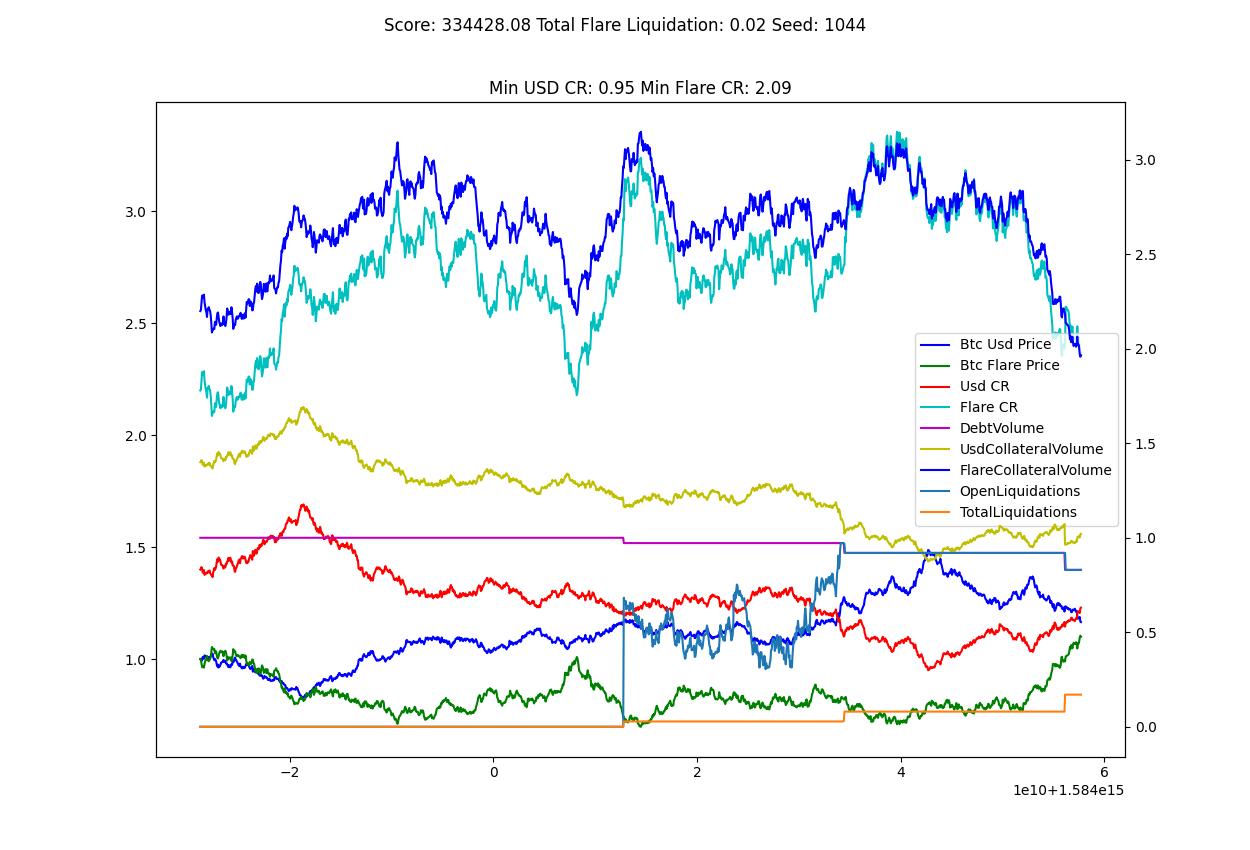 Score: 334428.08 Total Flare Liquidation: 0.02 Seed: 1044
Min USD CR: 0.95 Min Flare CR: 2.09
3.0
2.5
2.0
1.5
1.0
3.0
2.5
2.0
1.5
1.0
0.5
0.0
Btc Usd Price
Btc Flare Price
Usd CR
Flare CR
DebtVolume
UsdCollateralVolume
FlareCollateralVolume
OpenLiquidations
TotalLiquidations
−2 0 2 4 6
1e10+1.584e15